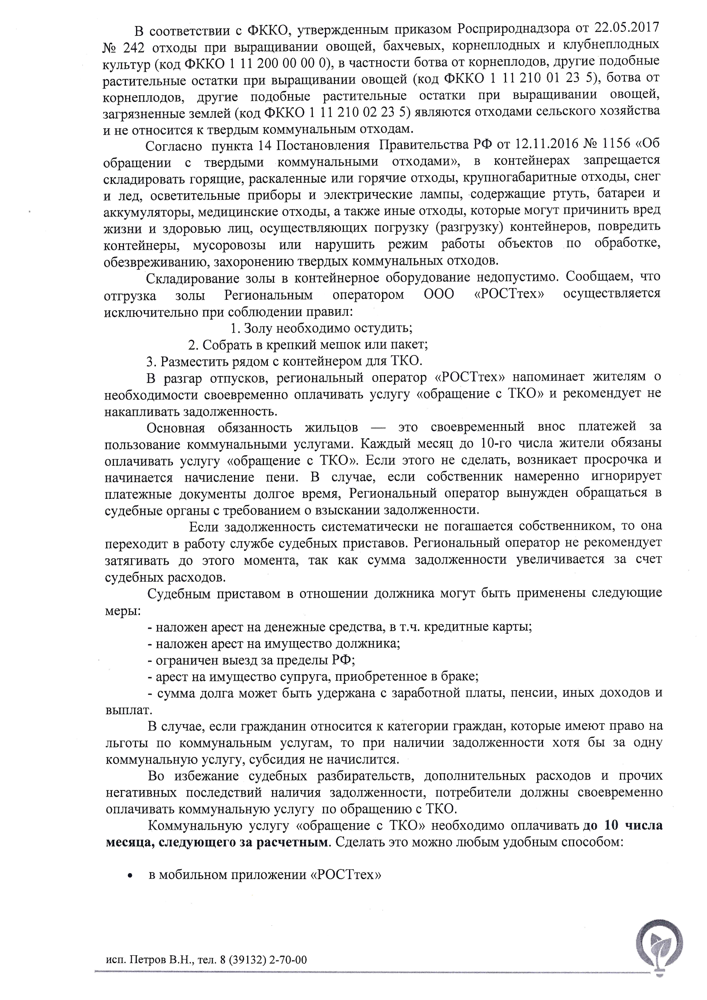 В соответствии с ФККО, утвержденным приказом Росприроднадзора от 22.05.2017
№ 242 отходы при выращивании овощей, бахчевых, корнеплодных и клубнеплодных
культур (код ФККО 1 11 200 00 00 0), в частности ботва от корнеплодов, другие подобные
растительные остатки при выращивании овощей (код ФККО 1 11 210 01 23 5), ботва от
корнеплодов, другие подобные растительные остатки при выращивании овощей,
загрязненные землей (код ФККО 1 11 210 02 23 5) являются отходами сельского хозяйства
и не относится к твердым коммунальным отходам.
Согласно пункта 14 Постановления Правительства РФ от 12.11.2016 № 1156 «Об
обращении с твердыми коммунальными отходами», в контейнерах запрещается
складировать горящие, раскаленные или горячие отходы, крупногабаритные отходы, снег
и лед, осветительные приборы и электрические лампы, содержащие ртуть, батареи и
аккумуляторы, медицинские отходы, а также иные отходы, которые могут причинить вред
жизни и здоровью лиц, осуществляющих погрузку (разгрузку) контейнеров, повредить
контейнеры, мусоровозы или нарушить режим работы объектов по обработке,
обезвреживанию, захоронению твердых коммунальных отходов.
Складирование золы в контейнерное оборудование недопустимо. Сообщаем, что
отгрузка золы Региональным оператором ООО «РОСТтех» осуществляется
исключительно при соблюдении правил:
1. Золу необходимо остудить;
2. Собрать в крепкий мешок или пакет;
3. Разместить рядом с контейнером для ТКО.
В разгар отпусков, региональный оператор «РОСТтех» напоминает жителям о
необходимости своевременно оплачивать услугу «обращение с ТКО» и рекомендует не
накапливать задолженность.
Основная обязанность жильцов — это своевременный внос платежей за
пользование коммунальными услугами. Каждый месяц до 10-го числа жители обязаны
оплачивать услугу «обращение с ТКО». Если этого не сделать, возникает просрочка и
начинается начисление пени. В случае, если собственник намеренно игнорирует
платежные документы долгое время, Региональный оператор вынужден обращаться в
судебные органы с требованием о взыскании задолженности.
Если задолженность систематически не погашается собственником, то она
переходит в работу службе судебных приставов. Региональный оператор не рекомендует
затягивать до этого момента, так как сумма задолженности увеличивается за счет
судебных расходов.
Судебным приставом в отношении должника могут быть применены следующие
меры:
- наложен арест на денежные средства, в т.ч. кредитные карты;
- наложен арест на имущество должника;
- ограничен выезд за пределы РФ;
- арест на имущество супруга, приобретенное в браке;
- сумма долга может быть удержана с заработной платы, пенсии, иных доходов и
выплат.
В случае, если гражданин относится к категории граждан, которые имеют право на
льготы по коммунальным услугам, то при наличии задолженности хотя бы за одну
коммунальную услугу, субсидия не начислится.
Во избежание судебных разбирательств, дополнительных расходов и прочих
негативных последствий наличия задолженности, потребители должны своевременно
оплачивать коммунальную услугу по обращению с ТКО.
Коммунальную услугу «обращение с ТКО» необходимо оплачивать до 10 числа
месяца, следующего за расчетным. Сделать это можно любым удобным способом:
• в мобильном приложении «РОСТтех»
исп. Петров В.Н., тел. 8 (39132) 2-70-00